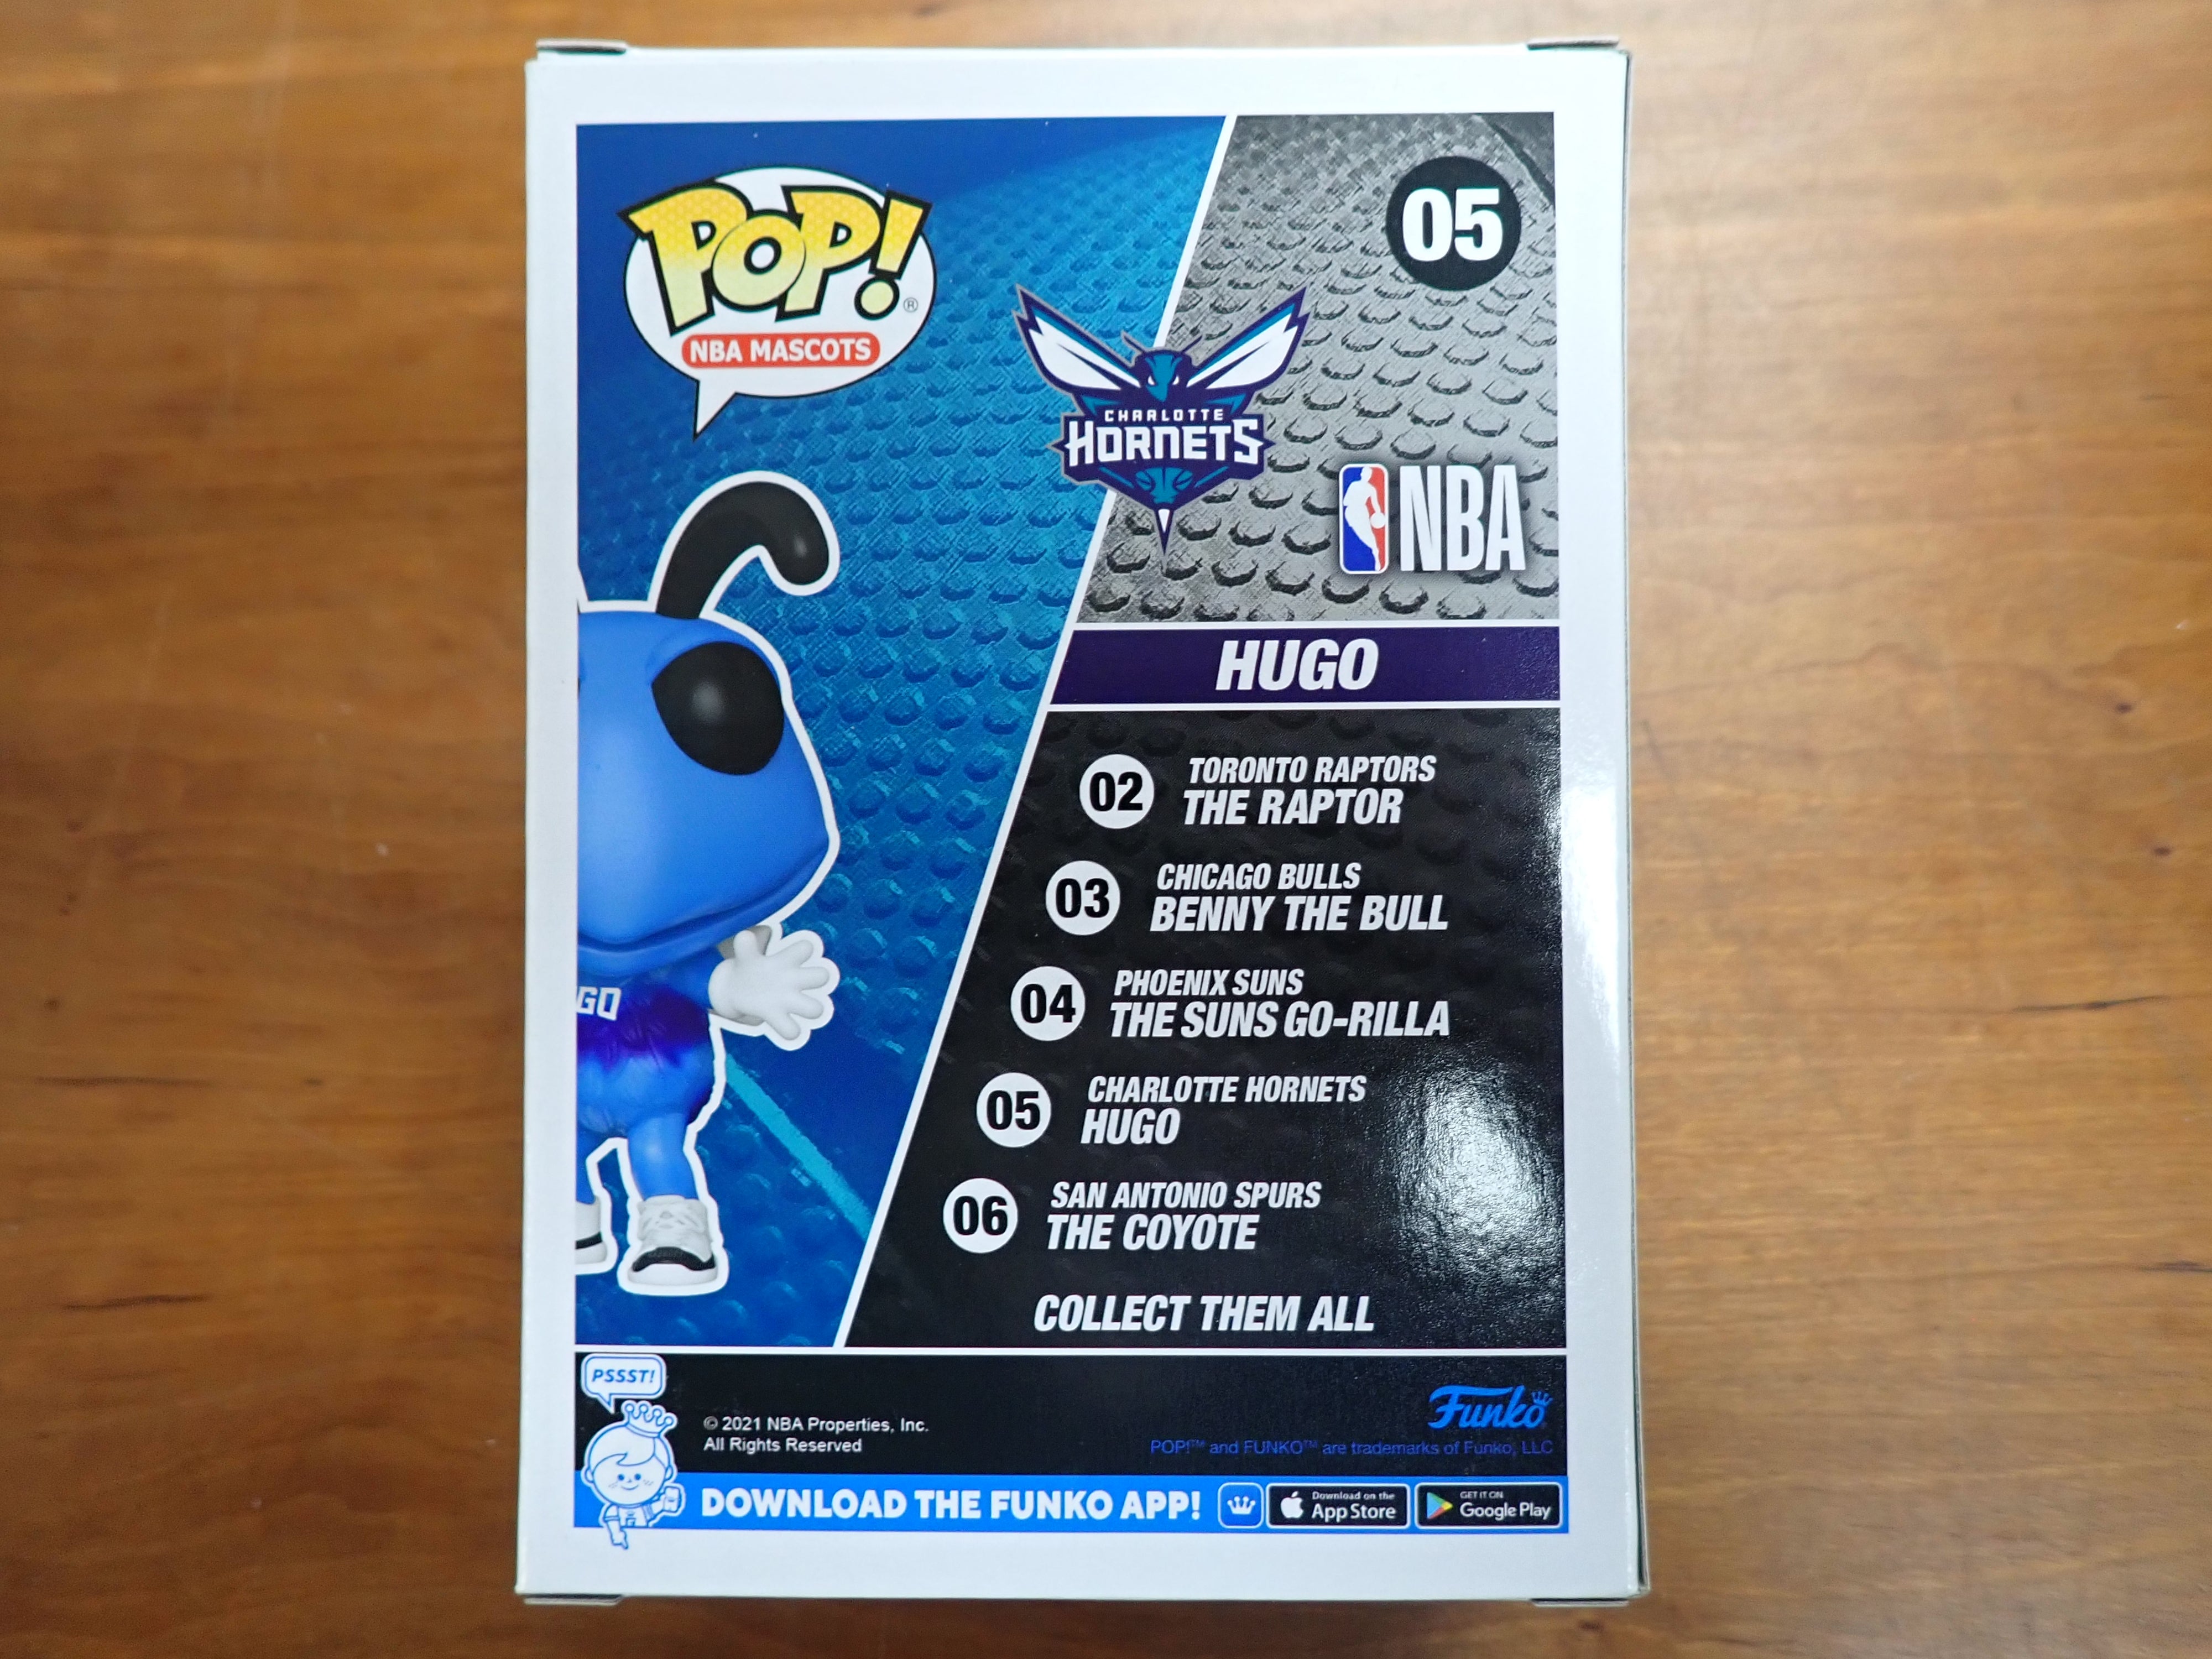 POP!®
NBA MASCOTS
05
CHARLOTTE
HORNETS
NBA
HUGO
GO
02 TORONTO RAPTORS
THE RAPTOR
03 CHICAGO BULLS
BENNY THE BULL
04 PHOENIX SUNS
THE SUNS GO-RILLA
05 CHARLOTTE HORNETS
HUGO
06 SAN ANTONIO SPURS
THE COYOTE
COLLECT THEM ALL
PSSST!
© 2021 NBA Properties, Inc.
All Rights Reserved
Funko
POP!™ and FUNKO™ are trademarks of Funko, LLC
DOWNLOAD THE FUNKO APP!
Download on the
App Store
GET IT ON
Google Play